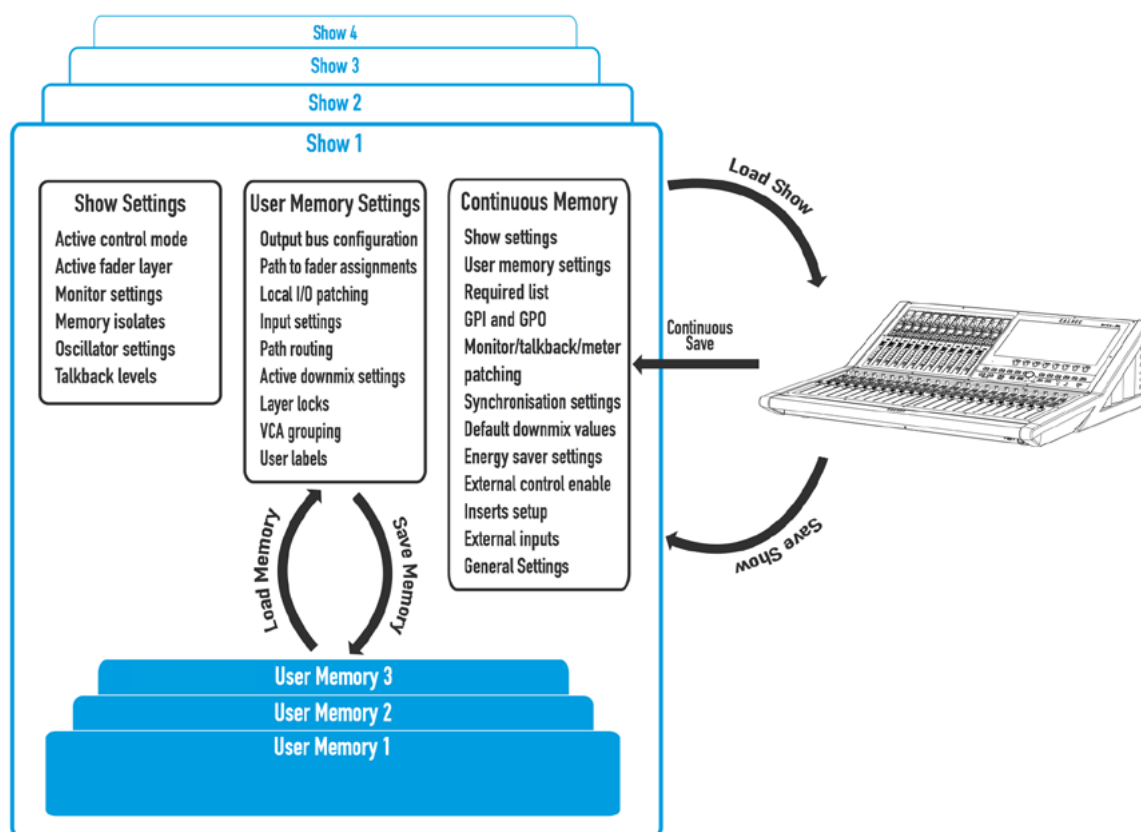 Show 4
Show 3
Show 2
Show 1
Show Settings
Active control mode
Active fader layer
Monitor settings
Memory isolates
Oscillator settings
Talkback levels
User Memory Settings
Output bus configuration
Path to fader assignments
Local I/O patching
Input settings
Path routing
Active downmix settings
Layer locks
VCA grouping
User labels
Continuous Memory
Show settings
User memory settings
Required list
GPI and GPO
Monitor/talkback/meter
patching
Synchronisation settings
Default downmix values
Energy saver settings
External control enable
Inserts setup
External inputs
General Settings
Load Show
Continuous
Save
Save Show
Load Memory
Save Memory
User Memory 3
User Memory 2
User Memory 1